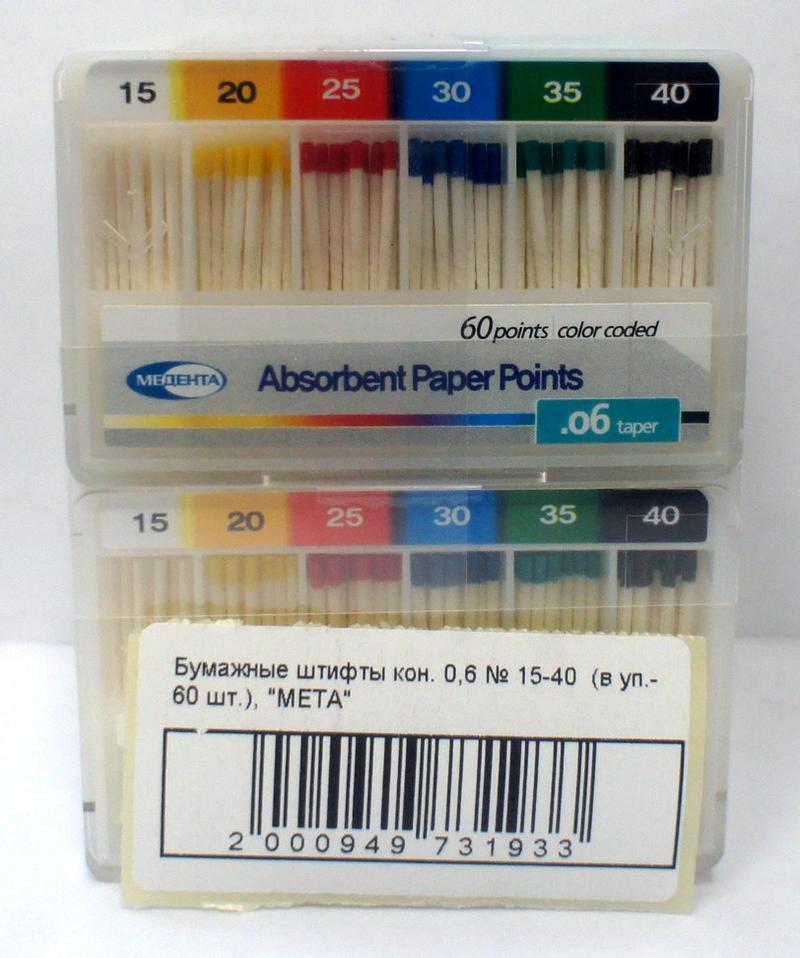 15 20 25 30 35 40
60 points color coded
МЕДЕНТА Absorbent Paper Points
.06 taper
15 20 25 30 35 40
Бумажные штифты кон. 0,6 № 15-40 (в уп.-
60 шт.), "МЕТА"
2 000949 731933